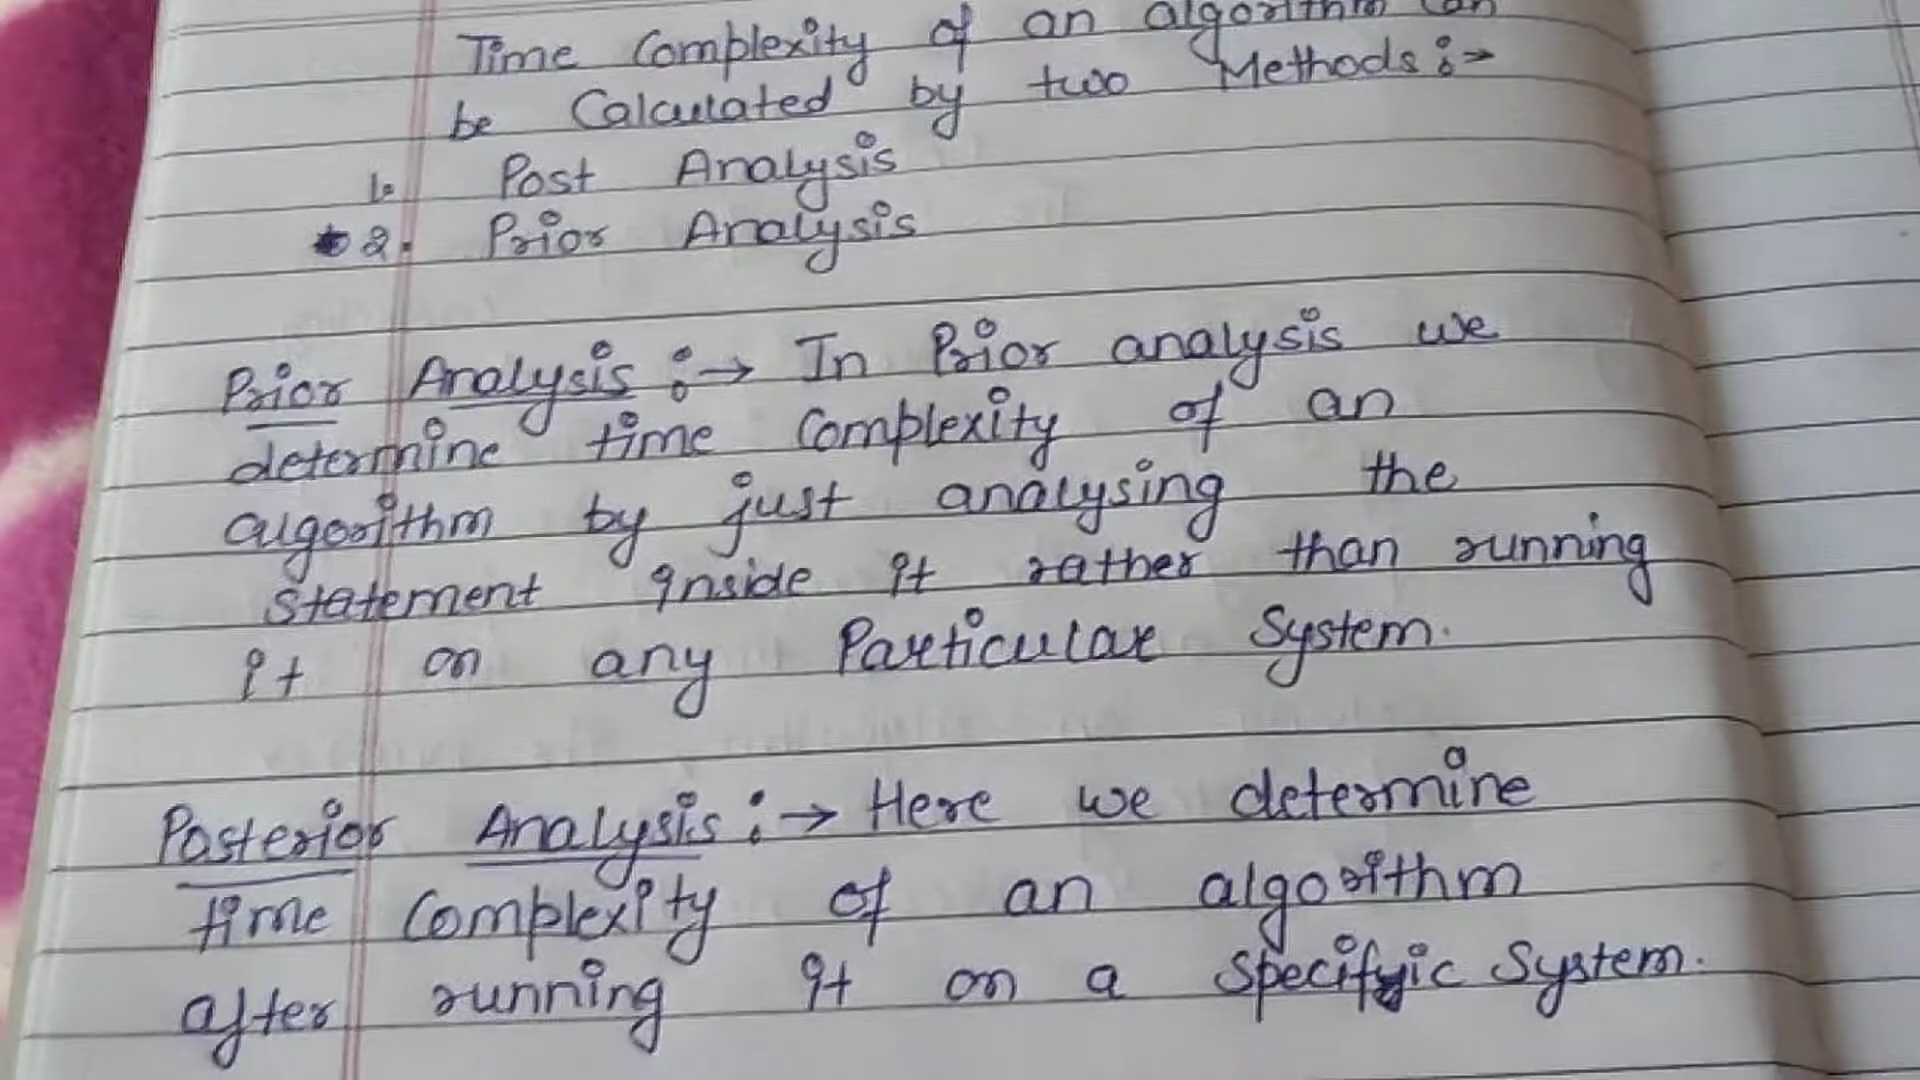 Time Complexity of an algorithm can
be Calculated by two Methods :→
1. Post Analysis
2. Prior Analysis
Prior Analysis :→ In Prior analysis we
determine time Complexity of an
algorithm by just analysing the
statement inside it rather than running
it on any Particular System.
Posterior Analysis :→ Here we determine
time Complexity of an algorithm
after running it on a Specifyic System.